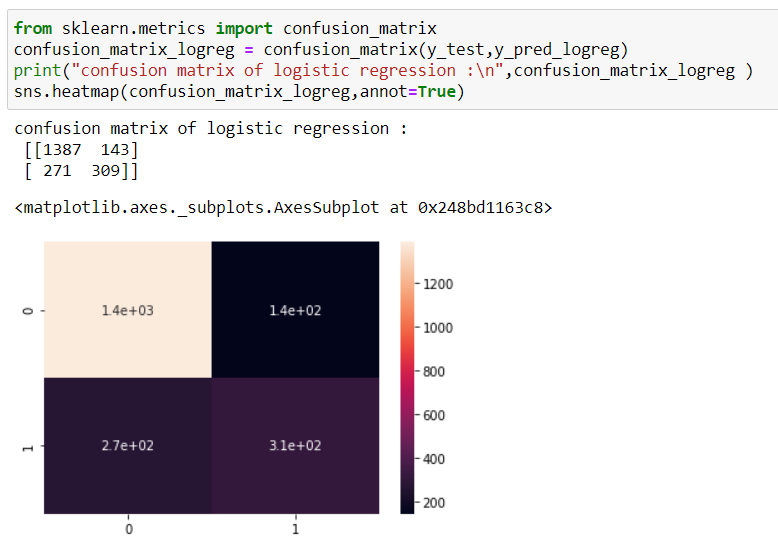 from sklearn.metrics import confusion_matrix
confusion_matrix_logreg = confusion_matrix(y_test,y_pred_logreg)
print("confusion matrix of logistic regression :\n",confusion_matrix_logreg )
sns.heatmap(confusion_matrix_logreg,annot=True)
confusion matrix of logistic regression :
[[1387 143]
[ 271 309]]
<matplotlib.axes._subplots.AxesSubplot at 0x248bd1163c8>
1200
0 1.4e+03 1.4e+02
1000
800
600
1 2.7e+02 3.1e+02
400
200
0 1